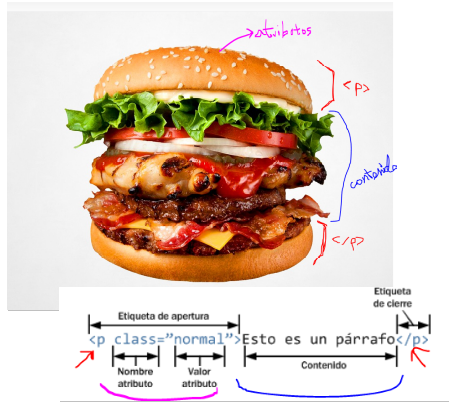 atributos
<p>
contenido
</p>
Etiqueta
de cierre
Etiqueta de apertura
<p class="normal">Esto es un párrafo</p>
Nombre
atributo
Valor
atributo
Contenido